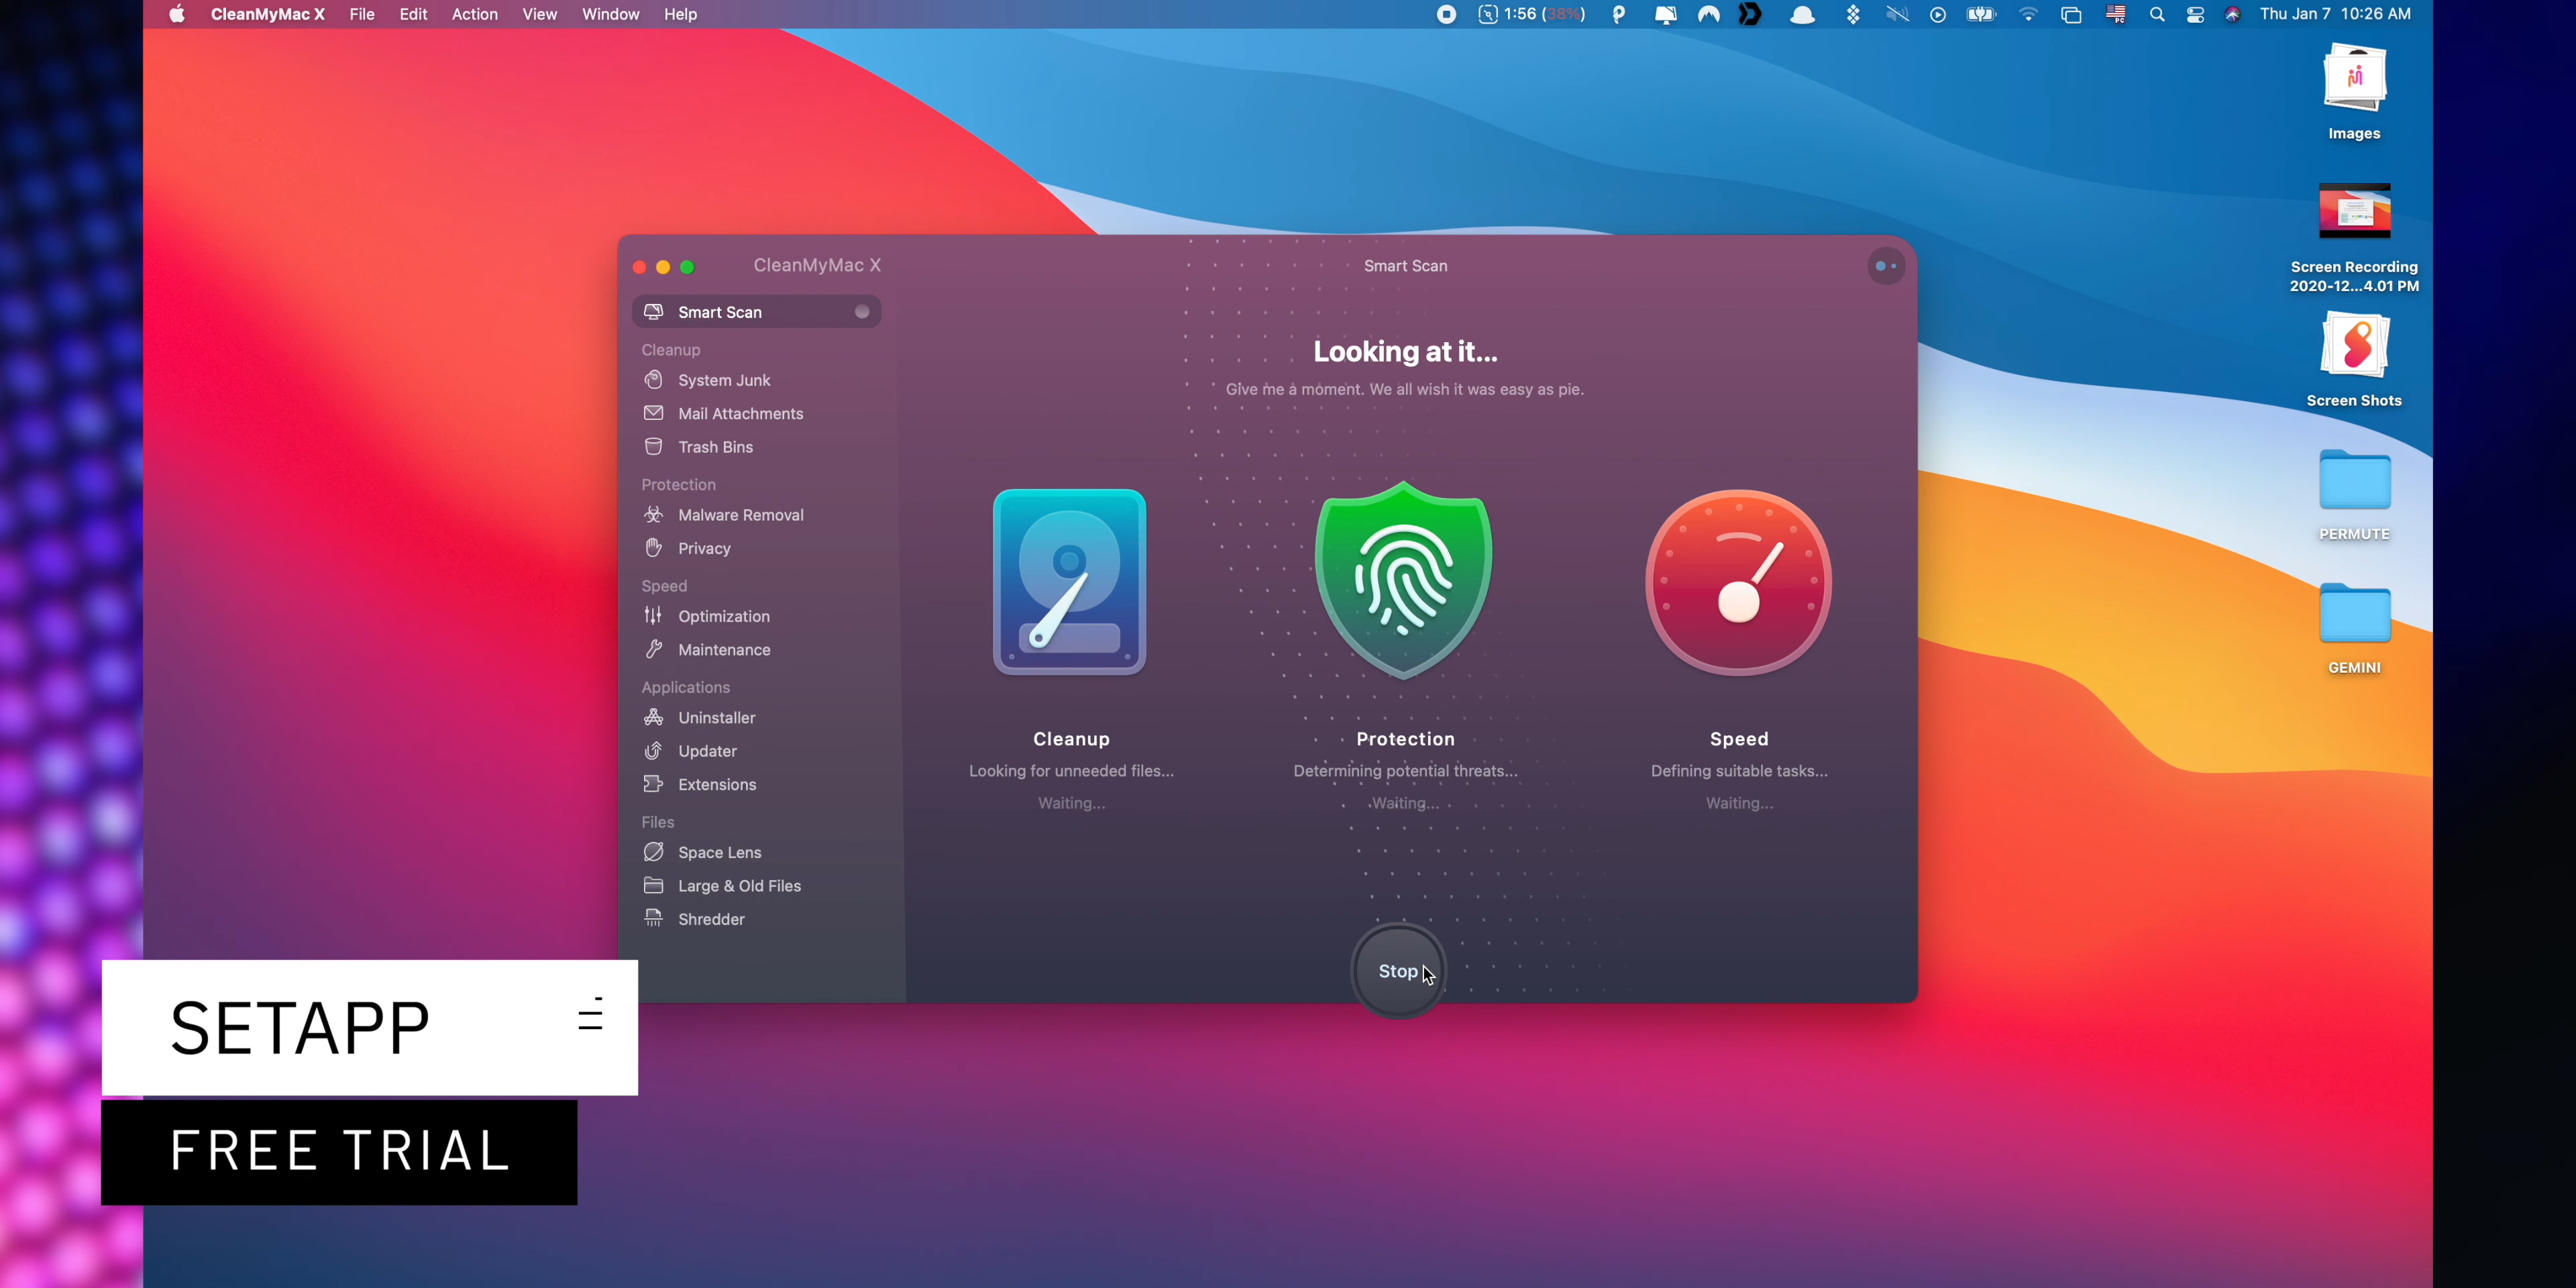 CleanMyMac X File Edit Action View Window Help 1:56 (38%) Thu Jan 7 10:26 AM
Images
Screen Recording
2020-12...4.01 PM
Screen Shots
PERMUTE
GEMINI
CleanMyMac X
Smart Scan
Smart Scan
Cleanup
System Junk
Mail Attachments
Trash Bins
Protection
Malware Removal
Privacy
Speed
Optimization
Maintenance
Applications
Uninstaller
Updater
Extensions
Files
Space Lens
Large & Old Files
Shredder
Looking at it...
Give me a moment. We all wish it was easy as pie.
Cleanup
Looking for unneeded files...
Waiting...
Protection
Determining potential threats...
Waiting...
Speed
Defining suitable tasks...
Waiting...
Stop
SETAPP
FREE TRIAL